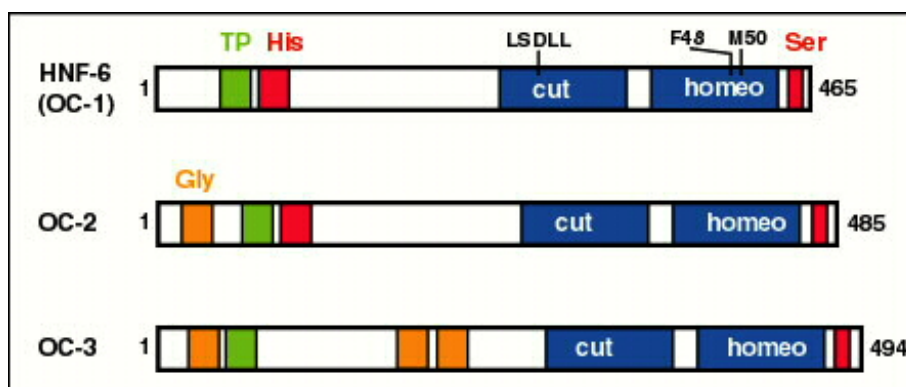 TP His LSDLL F48 M50 Ser
HNF-6
(OC-1)
1 cut homeo 465
Gly
OC-2 1 cut homeo 485
OC-3 1 cut homeo 494